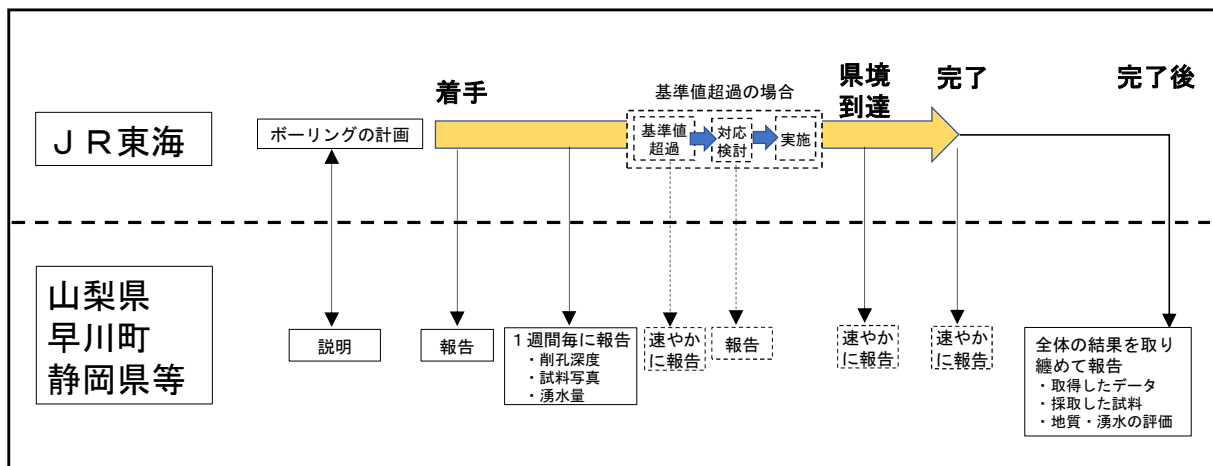 基準値超過の場合
着手
県境
到達
完了
完了後
ＪＲ東海
ボーリングの計画
基準値
超過
対応
検討
実施
山梨県
早川町
静岡県等
説明
報告
１週間毎に報告
・削孔深度
・試料写真
・湧水量
速やか
に報告
報告
速やか
に報告
速やか
に報告
全体の結果を取り
纏めて報告
・取得したデータ
・採取した試料
・地質・湧水の評価